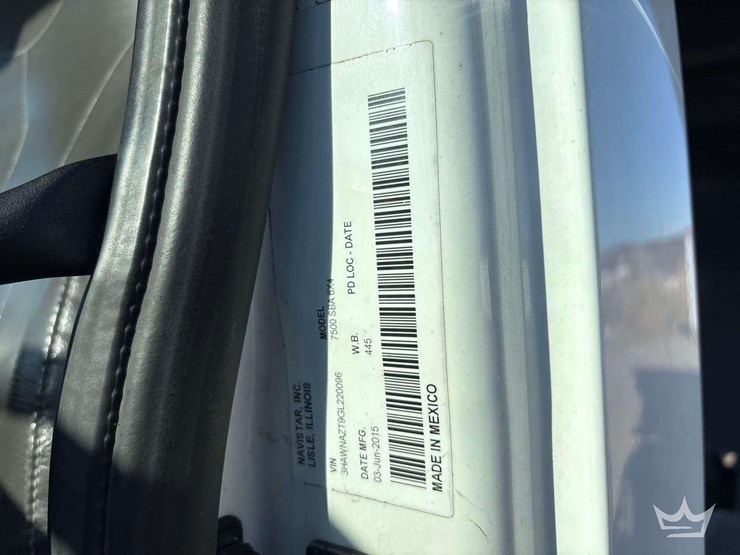 NAVISTAR, INC.
LISLE, ILLINOIS
MODEL
7500 SBA 6X4
VIN
3HAWNAZT9GL220096
W.B.
445
PD LOC - DATE
DATE MFG.
03-Jun-2015
MADE IN MEXICO